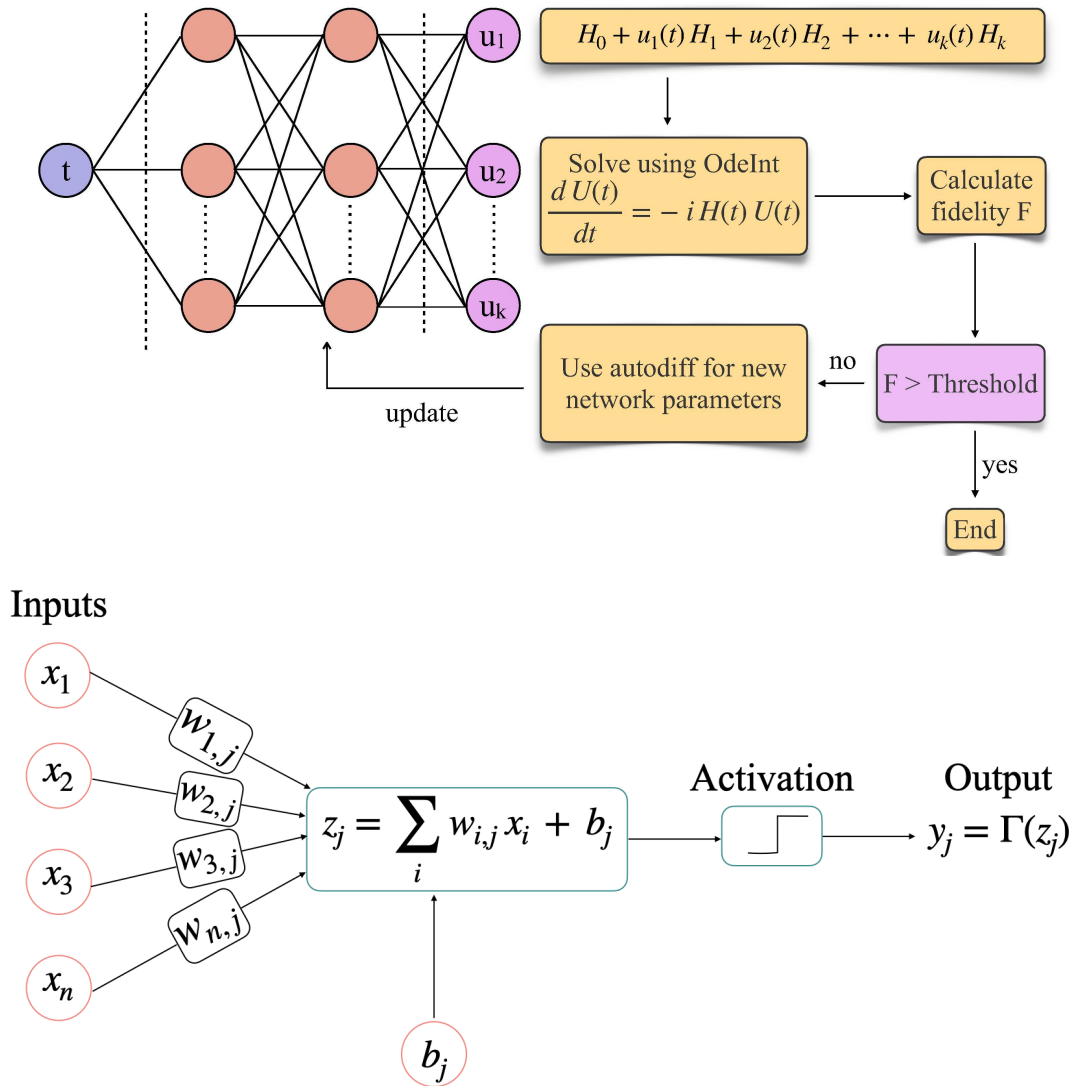 t
u₁
u₂
uₖ
H₀ + u₁(t) H₁ + u₂(t) H₂ + ⋯ + uₖ(t) Hₖ
Solve using OdeInt
d U(t)/dt = − i H(t) U(t)
Calculate
fidelity F
F > Threshold
no
Use autodiff for new
network parameters
update
yes
End
Inputs
x₁
x₂
x₃
xₙ
w₁,ⱼ
w₂,ⱼ
w₃,ⱼ
wₙ,ⱼ
zⱼ = ∑ᵢ wᵢ,ⱼ xᵢ + bⱼ
bⱼ
Activation
Output
yⱼ = Γ(zⱼ)